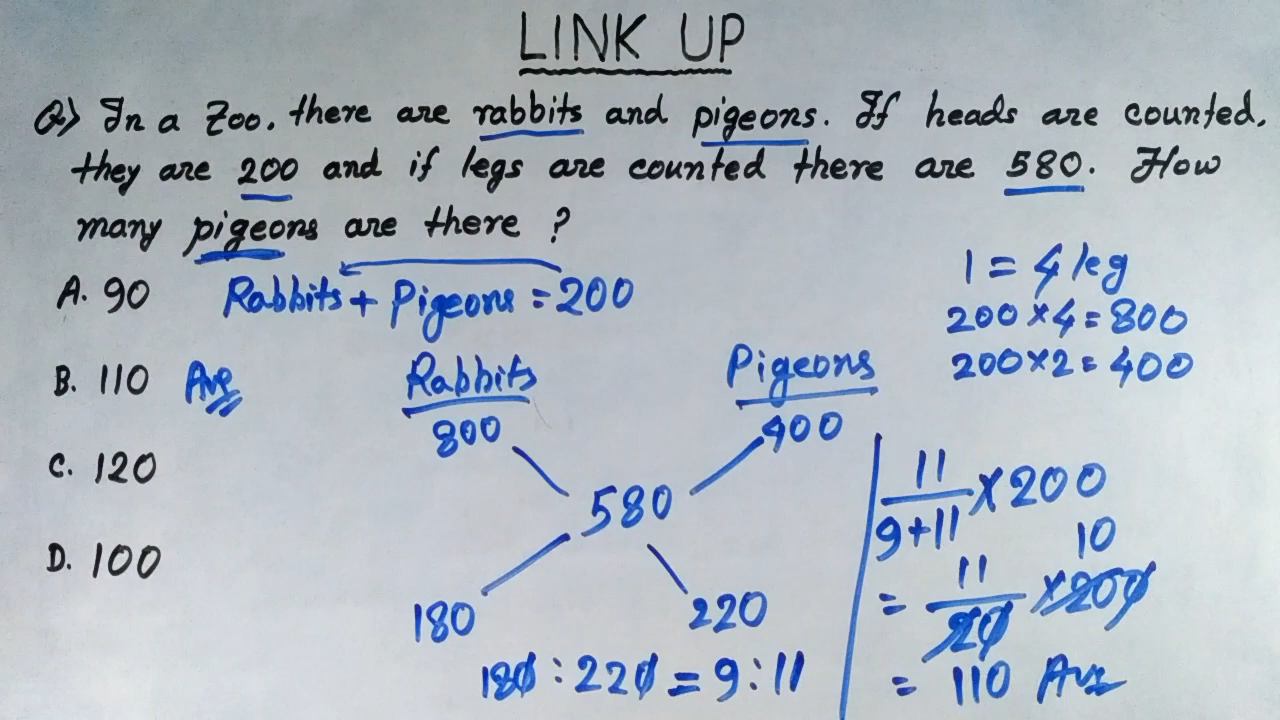 LINK UP
Q) In a Zoo, there are rabbits and pigeons. If heads are counted,
they are 200 and if legs are counted there are 580. How
many pigeons are there ?
A. 90
Rabbits + Pigeons = 200
B. 110 Ans
C. 120
D. 100
1 = 4 leg
200 × 4 = 800
200 × 2 = 400
Rabbits Pigeons
800 400
580
180 220
180 : 220 = 9 : 11
11
9+11 × 200
10
= 11
20 × 200
= 110 Ans